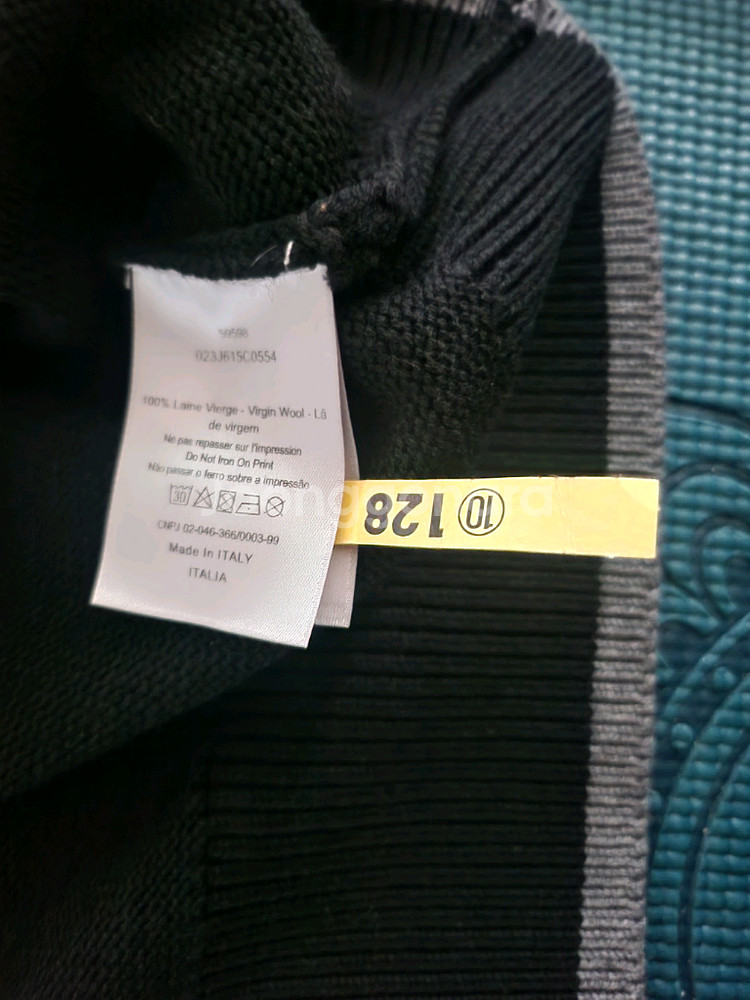 59598
023J615C0554
100% Laine Vierge - Virgin Wool - Lã
de virgem
Ne pas repasser sur l'impression
Do Not Iron On Print
Não passar o ferro sobre a impressão
30
CNPJ 02-046-366/0003-99
Made In ITALY
ITALIA
⑩ 128